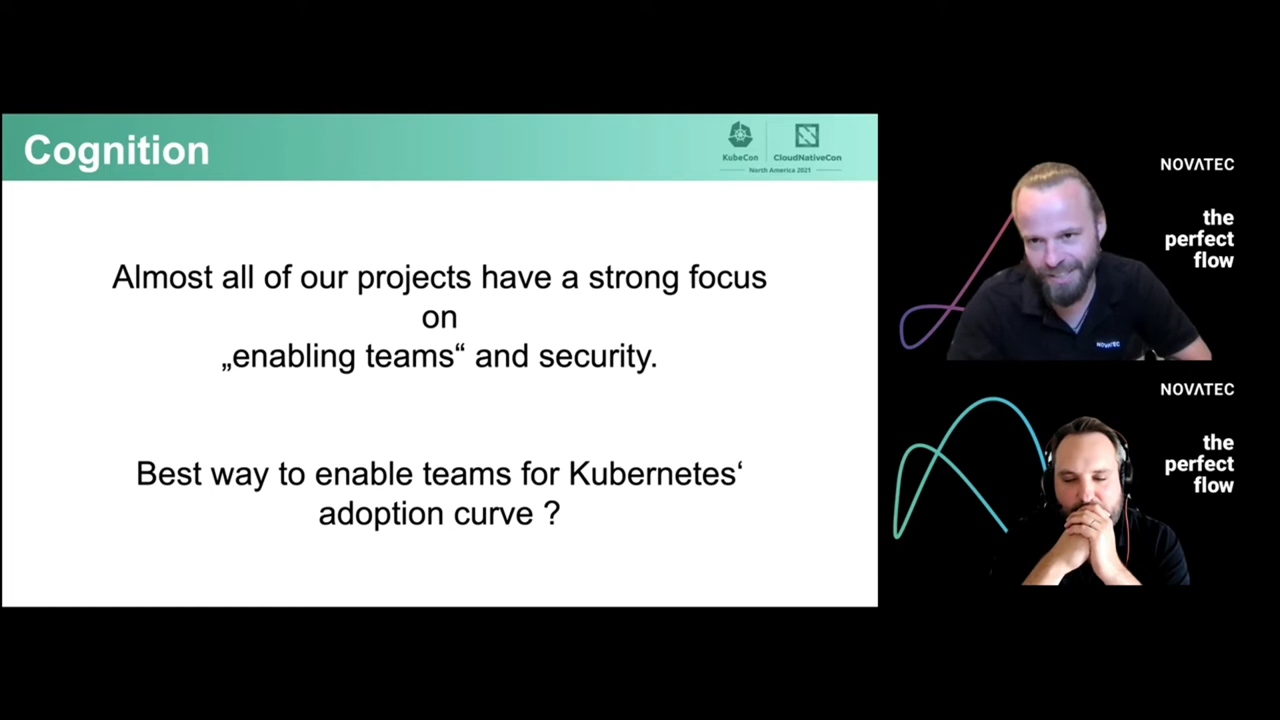 Cognition
KubeCon
CloudNativeCon
North America 2021
Almost all of our projects have a strong focus
on
„enabling teams“ and security.
Best way to enable teams for Kubernetes‘
adoption curve ?
NOVATEC
the
perfect
flow
NOVATEC
NOVATEC
the
perfect
flow